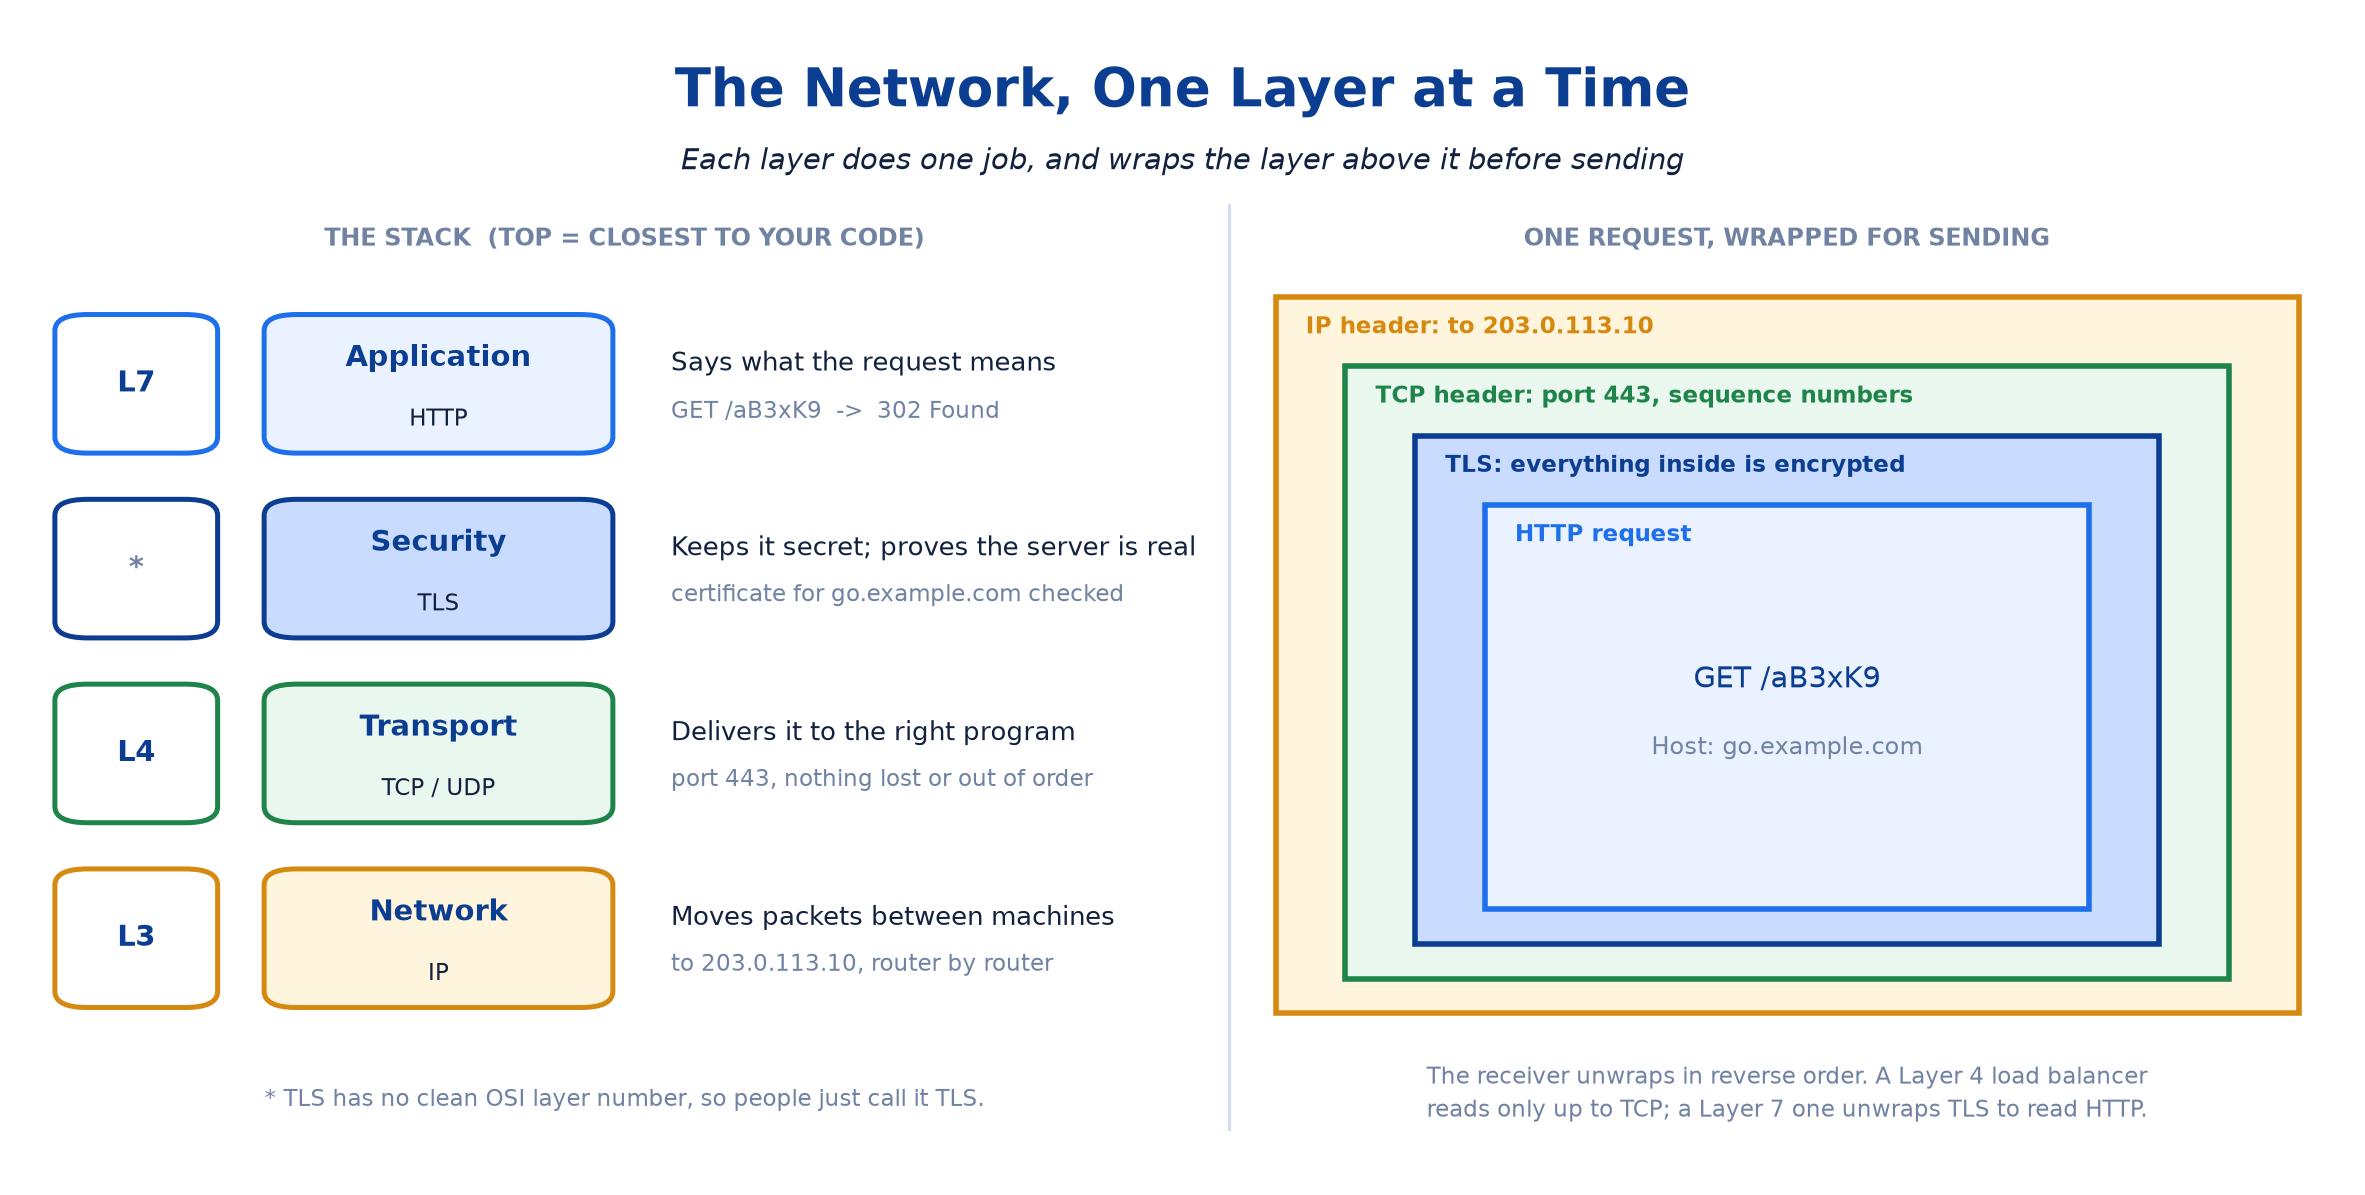 The Network, One Layer at a Time
Each layer does one job, and wraps the layer above it before sending
THE STACK  (TOP = CLOSEST TO YOUR CODE)
L7
Application
HTTP
Says what the request means
GET /aB3xK9  ->  302 Found
*
Security
TLS
Keeps it secret; proves the server is real
certificate for go.example.com checked
L4
Transport
TCP / UDP
Delivers it to the right program
port 443, nothing lost or out of order
L3
Network
IP
Moves packets between machines
to 203.0.113.10, router by router
* TLS has no clean OSI layer number, so people just call it TLS.
ONE REQUEST, WRAPPED FOR SENDING
IP header: to 203.0.113.10
TCP header: port 443, sequence numbers
TLS: everything inside is encrypted
HTTP request
GET /aB3xK9
Host: go.example.com
The receiver unwraps in reverse order. A Layer 4 load balancer
reads only up to TCP; a Layer 7 one unwraps TLS to read HTTP.